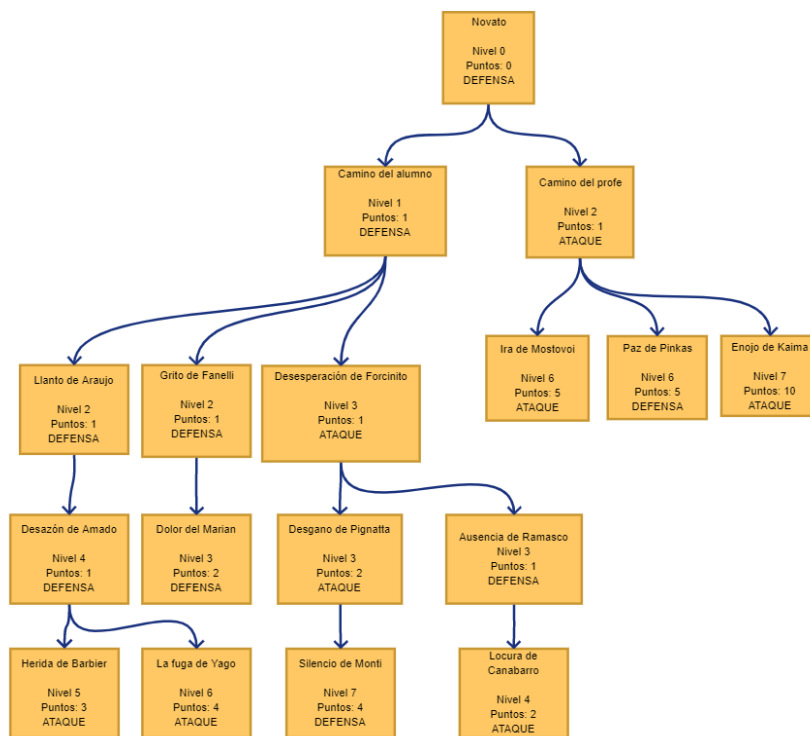 Novato
Nivel 0
Puntos: 0
DEFENSA
Camino del alumno
Nivel 1
Puntos: 1
DEFENSA
Camino del profe
Nivel 2
Puntos: 1
ATAQUE
Llanto de Araujo
Nivel 2
Puntos: 1
DEFENSA
Grito de Fanelli
Nivel 2
Puntos: 1
DEFENSA
Desesperación de Forcinito
Nivel 3
Puntos: 1
ATAQUE
Ira de Mostovoi
Nivel 6
Puntos: 5
ATAQUE
Paz de Pinkas
Nivel 6
Puntos: 5
DEFENSA
Enojo de Kaima
Nivel 7
Puntos: 10
ATAQUE
Desazón de Amado
Nivel 4
Puntos: 1
DEFENSA
Dolor del Marian
Nivel 3
Puntos: 2
DEFENSA
Desgano de Pignatta
Nivel 3
Puntos: 2
ATAQUE
Ausencia de Ramasco
Nivel 3
Puntos: 1
DEFENSA
Herida de Barbier
Nivel 5
Puntos: 3
ATAQUE
La fuga de Yago
Nivel 6
Puntos: 4
ATAQUE
Silencio de Monti
Nivel 7
Puntos: 4
DEFENSA
Locura de
Canabarro
Nivel 4
Puntos: 2
ATAQUE